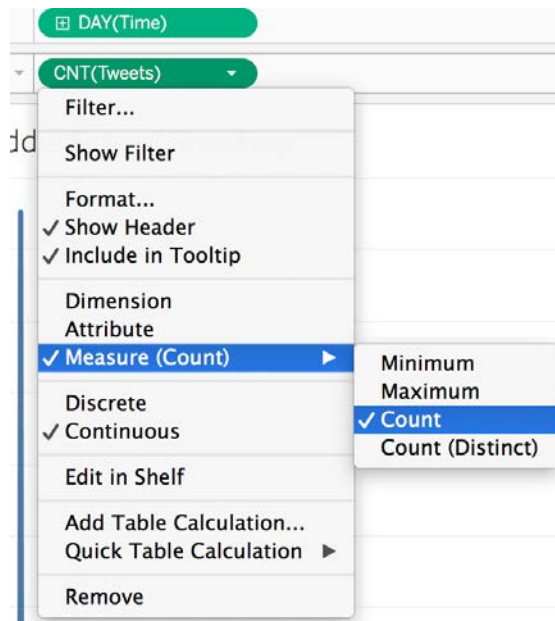 DAY(Time)
CNT(Tweets)
Filter...
Show Filter
Format...
Show Header
Include in Tooltip
Dimension
Attribute
Measure (Count)
Minimum
Maximum
Count
Count (Distinct)
Discrete
Continuous
Edit in Shelf
Add Table Calculation...
Quick Table Calculation
Remove